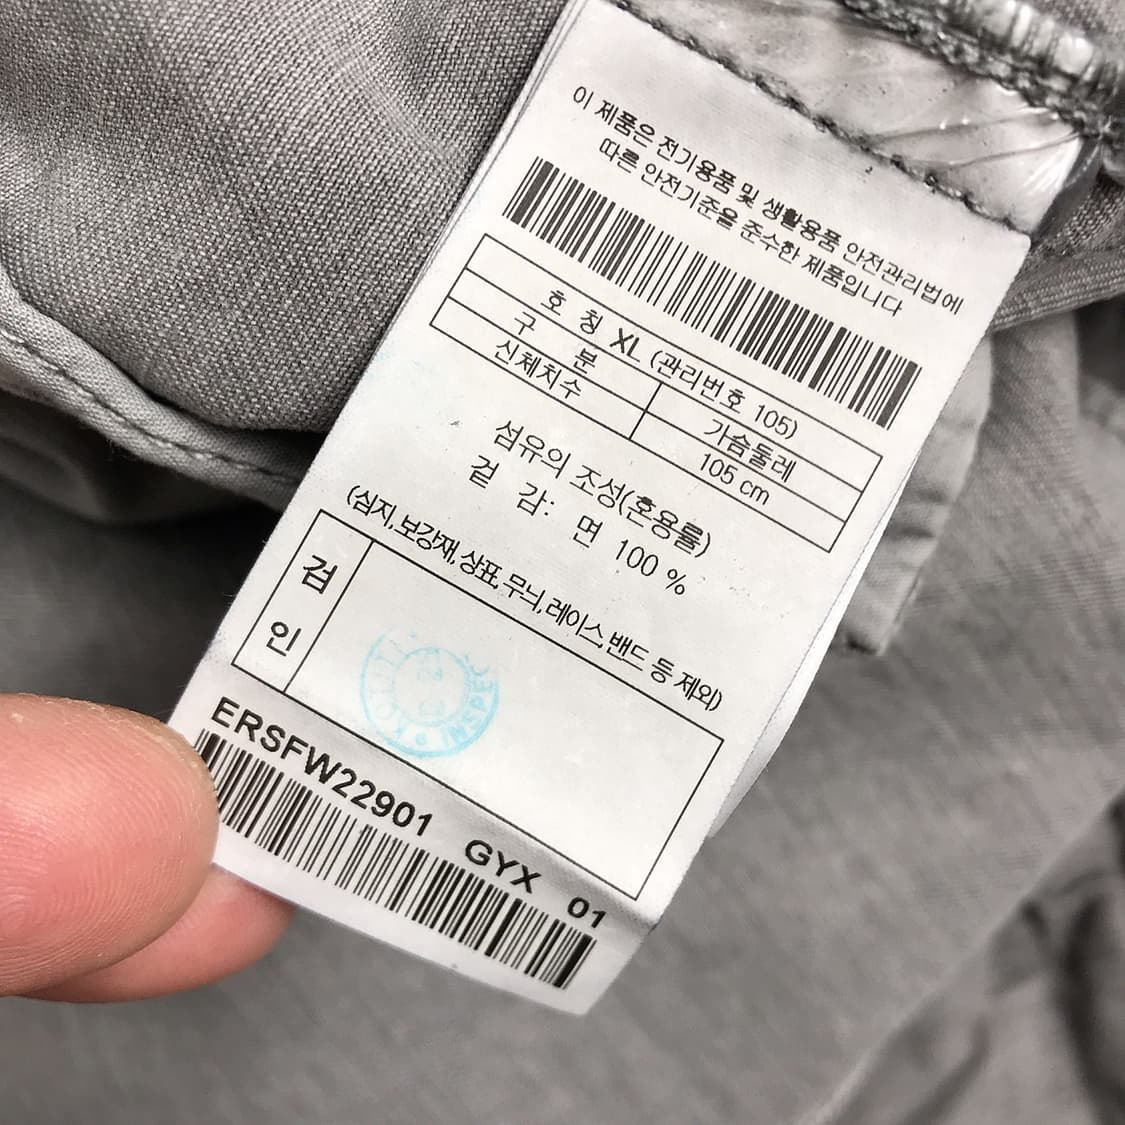 이 제품은 전기용품 및 생활용품 안전관리법에
따른 안전기준을 준수한 제품입니다
호 칭 XL (관리번호 105)
구 분 가슴둘레
신체치수 105 cm
섬유의 조성(혼용률)
겉 감: 면 100 %
(심지, 보강재, 상표, 무늬, 레이스, 밴드 등 제외)
검
인
INSPEC
ERSFW22901 GYX 01